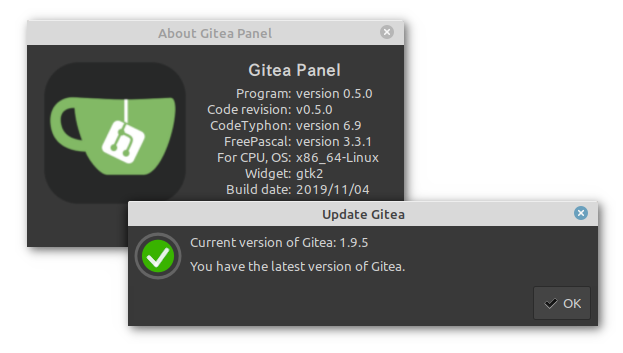 About Gitea Panel
Gitea Panel
Program: version 0.5.0
Code revision: v0.5.0
CodeTyphon: version 6.9
FreePascal: version 3.3.1
For CPU, OS: x86_64-Linux
Widget: gtk2
Build date: 2019/11/04
Update Gitea
Current version of Gitea: 1.9.5
You have the latest version of Gitea.
OK